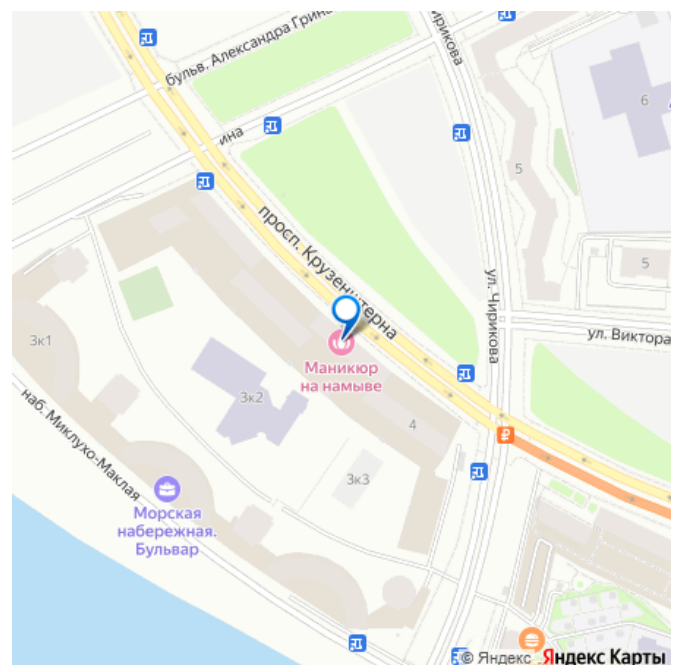 бульв. Александра Грина
ина
Чирикова
6
5
5
просп. Крузенштерна
ул. Чирикова
ул. Виктора
Маникюр
на намыве
3к1
3к2
4
3к3
наб. Миклухо-Маклая
Морская
набережная.
Бульвар
© Яндекс Яндекс Карты